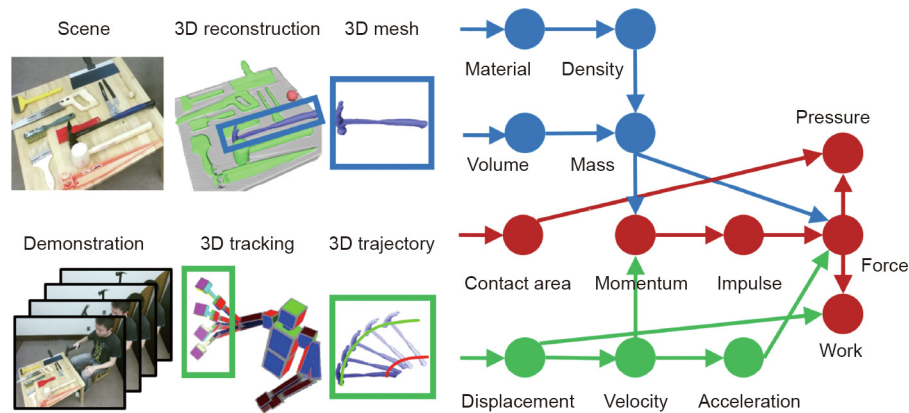 Scene
3D reconstruction
3D mesh
Material
Density
Pressure
Volume
Mass
Demonstration
3D tracking
3D trajectory
Contact area
Momentum
Impulse
Force
Work
Displacement
Velocity
Acceleration